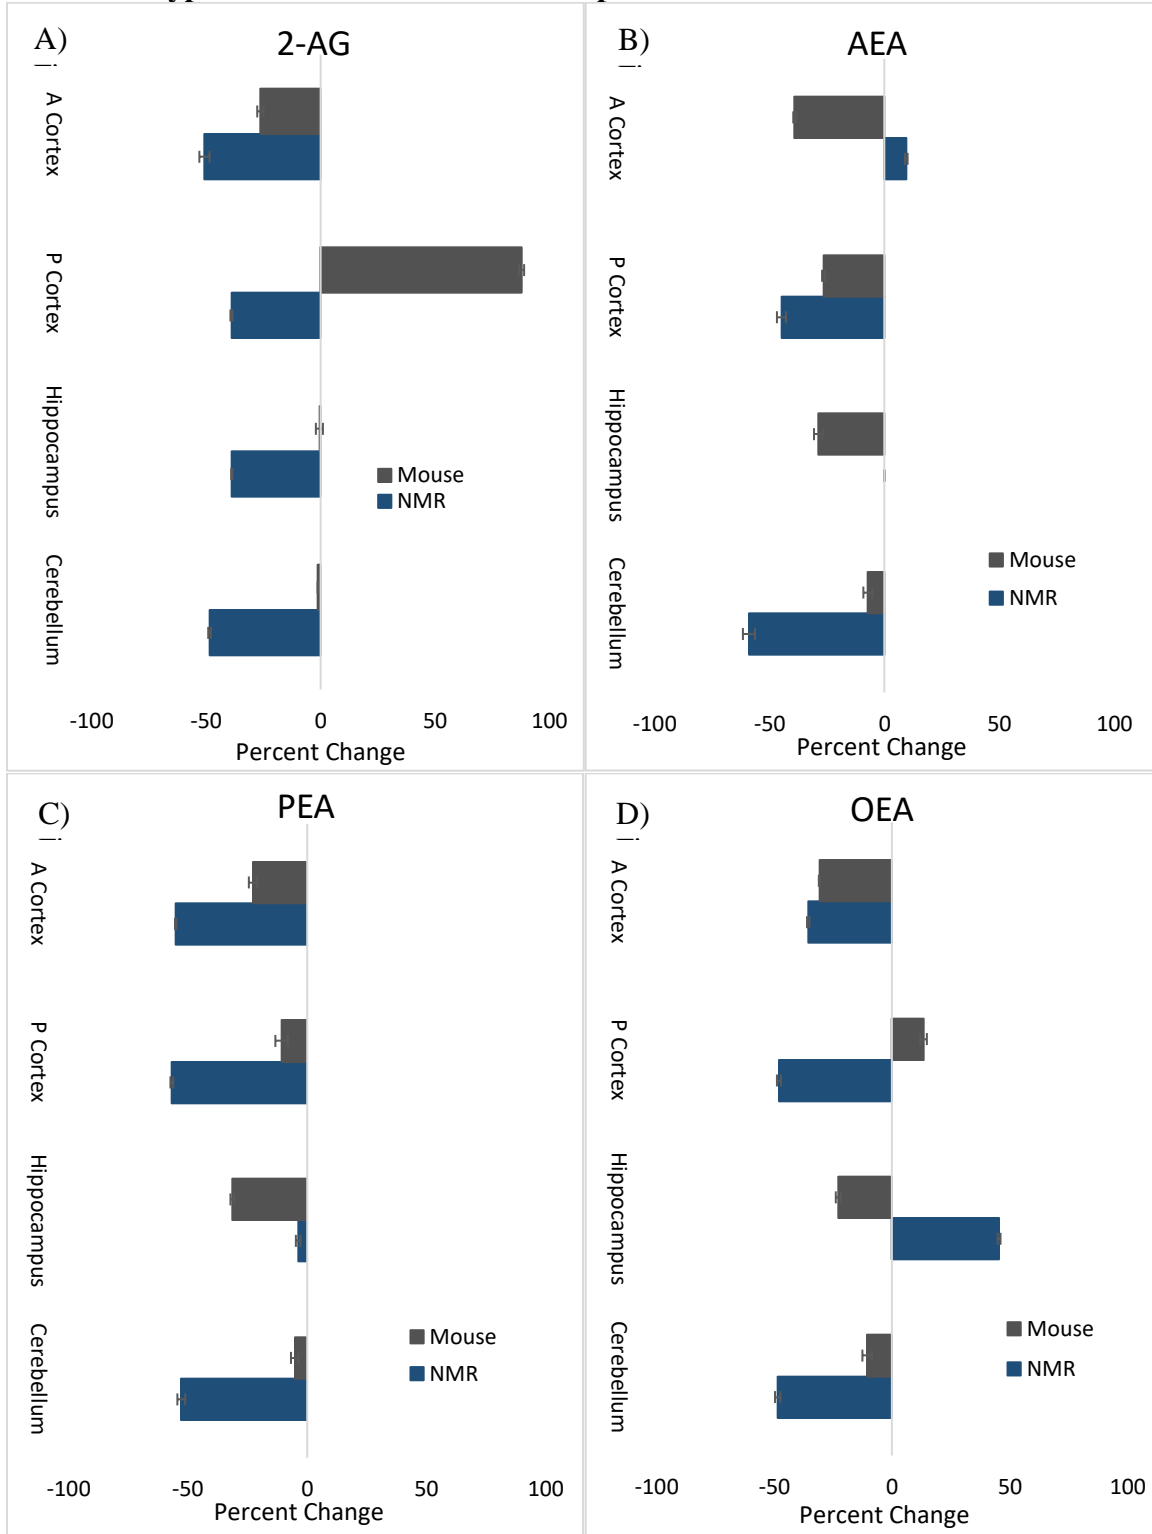 A)
2-AG
A Cortex
P Cortex
Hippocampus
Cerebellum
Mouse
NMR
-100 -50 0 50 100
Percent Change
B)
AEA
A Cortex
P Cortex
Hippocampus
Cerebellum
Mouse
NMR
-100 -50 0 50 100
Percent Change
C)
PEA
A Cortex
P Cortex
Hippocampus
Cerebellum
Mouse
NMR
-100 -50 0 50 100
Percent Change
D)
OEA
A Cortex
P Cortex
Hippocampus
Cerebellum
Mouse
NMR
-100 -50 0 50 100
Percent Change